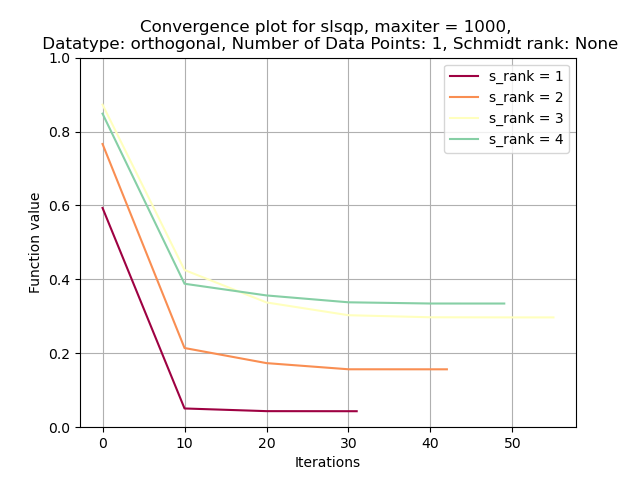 Convergence plot for slsqp, maxiter = 1000,
Datatype: orthogonal, Number of Data Points: 1, Schmidt rank: None
1.0
0.8
0.6
0.4
0.2
0.0
Function value
s_rank = 1
s_rank = 2
s_rank = 3
s_rank = 4
0 10 20 30 40 50
Iterations